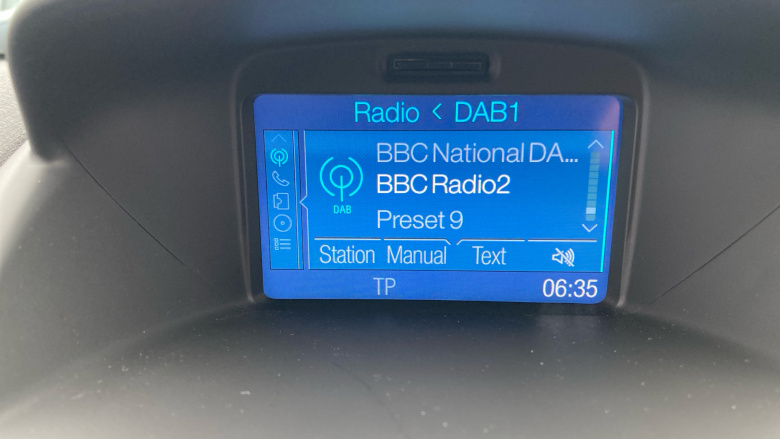 Radio < DAB1
BBC National DA...
BBC Radio2
DAB
Preset 9
Station Manual Text
TP 06:35